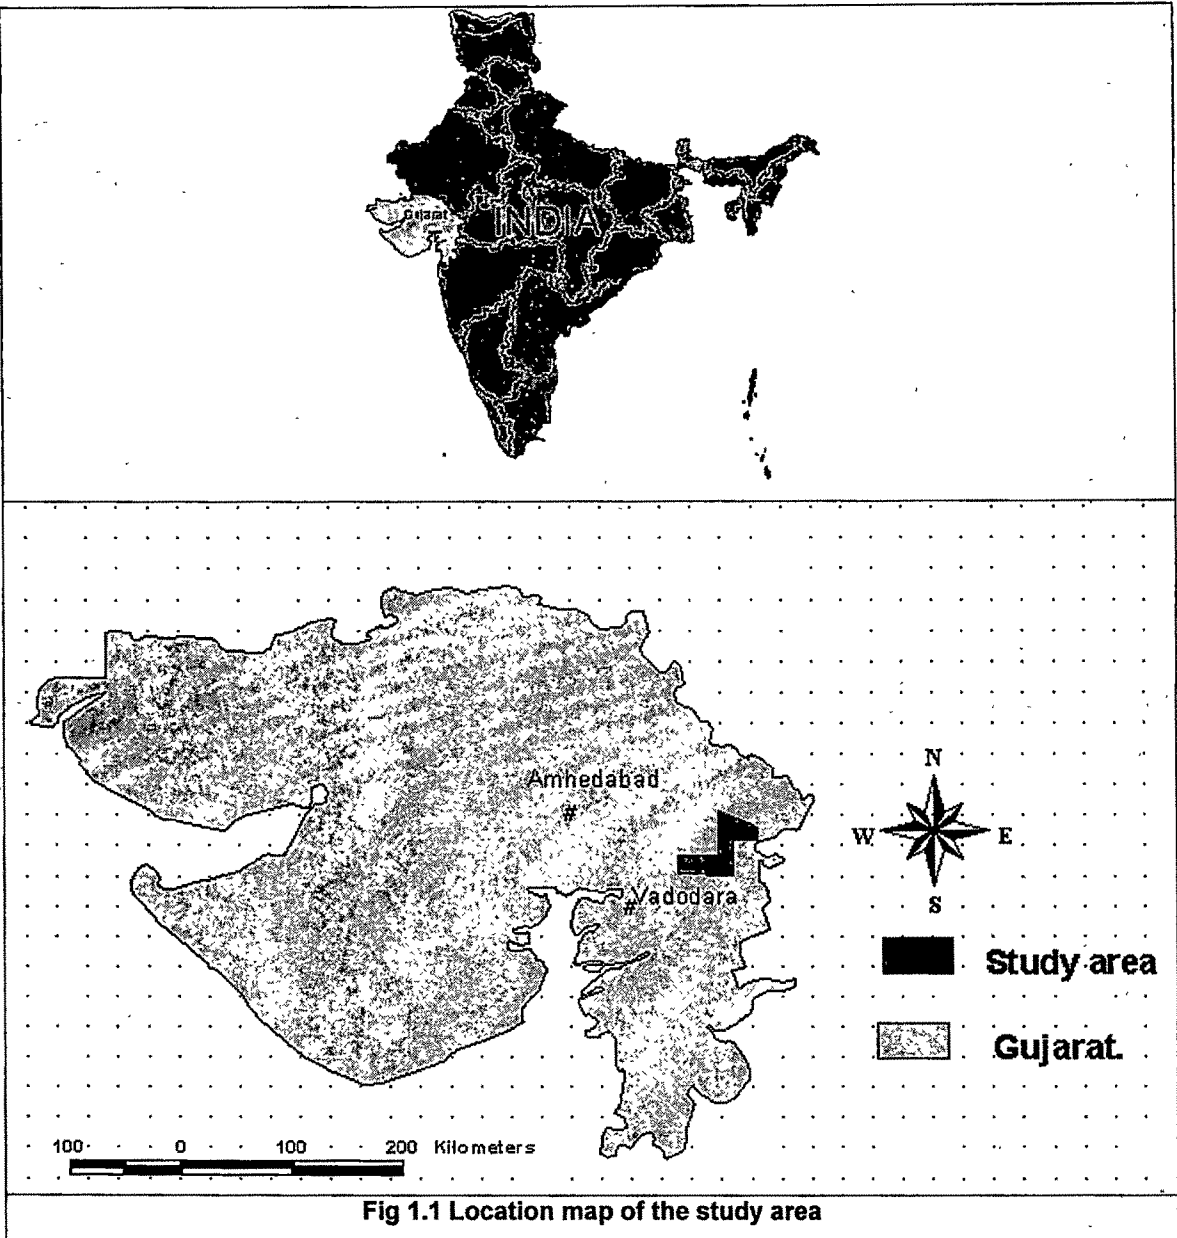 Gujarat
INDIA
Amhedabad
#
#Vadodara
N
W
E
S
Study area
Gujarat.
100
0
100
200
Kilometers
Fig 1.1 Location map of the study area